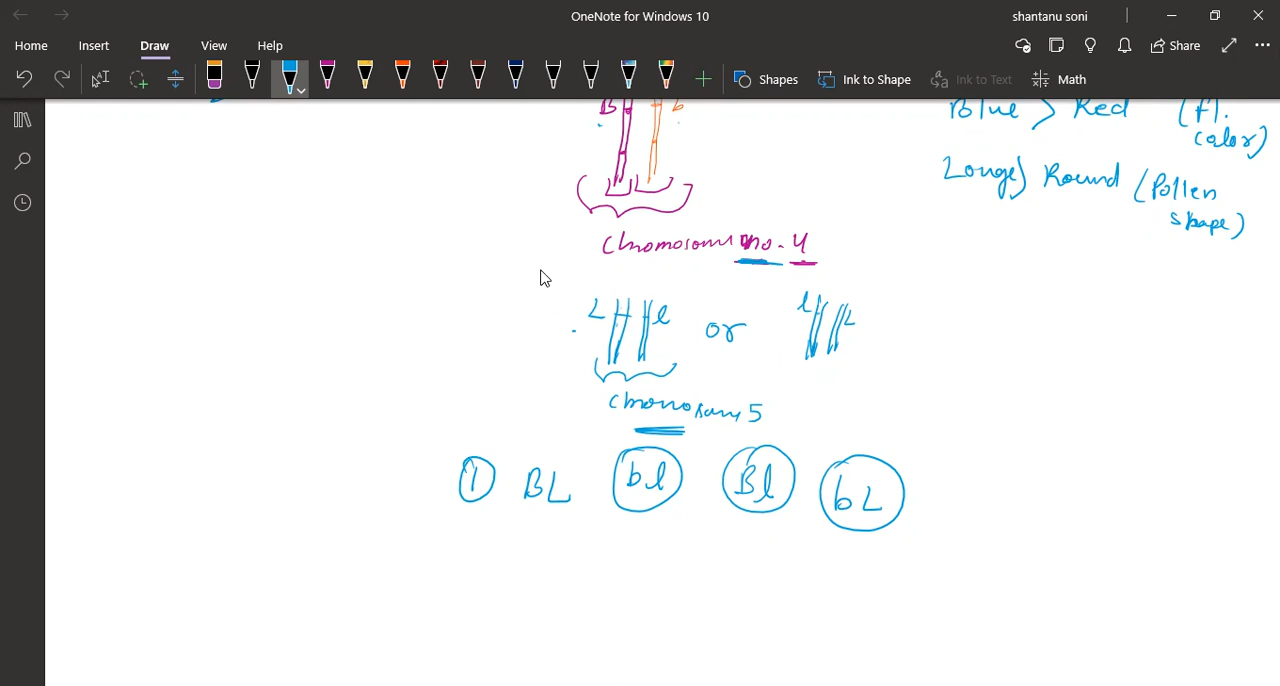 OneNote for Windows 10
shantanu soni
Home Insert Draw View Help
Share
Shapes Ink to Shape Ink to Text Math
B b
Blue > Red (fl. color)
Longe > Round (Pollen shape)
Chromosome no. 4
L l or l L
Chromosome 5
① BL bl Bl bL